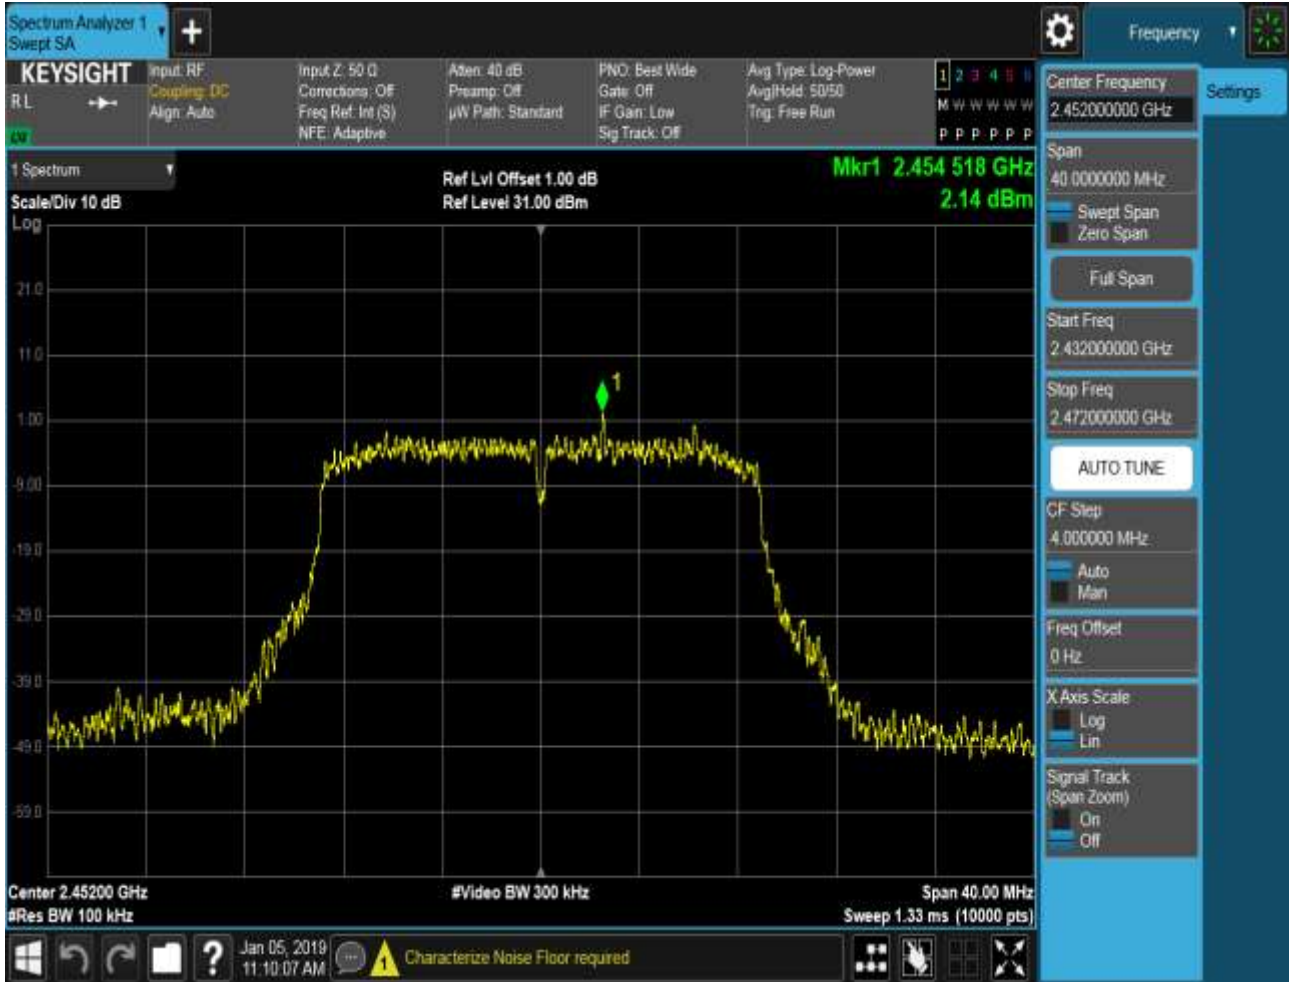 Spectrum Analyzer 1
Swept SA
Frequency
KEYSIGHT
RL
Input: RF
Coupling: DC
Align: Auto
Input Z: 50 Ω
Corrections: Off
Freq Ref: Int (S)
NFE: Adaptive
Atten: 40 dB
Preamp: Off
µW Path: Standard
PNO: Best Wide
Gate: Off
IF Gain: Low
Sig Track: Off
Avg Type: Log-Power
Avg|Hold: 50/50
Trig: Free Run
1 2 3 4 5 6
M W W W W W
P P P P P P
1 Spectrum
Scale/Div 10 dB
Log
Ref Lvl Offset 1.00 dB
Ref Level 31.00 dBm
Mkr1 2.454 518 GHz
2.14 dBm
21.0
11.0
1.00
-9.00
-19.0
-29.0
-39.0
-49.0
-59.0
1
Center 2.45200 GHz
#Res BW 100 kHz
#Video BW 300 kHz
Span 40.00 MHz
Sweep 1.33 ms (10000 pts)
Center Frequency
2.452000000 GHz
Settings
Span
40.0000000 MHz
Swept Span
Zero Span
Full Span
Start Freq
2.432000000 GHz
Stop Freq
2.472000000 GHz
AUTO TUNE
CF Step
4.000000 MHz
Auto
Man
Freq Offset
0 Hz
X Axis Scale
Log
Lin
Signal Track
(Span Zoom)
On
Off
?
Jan 05, 2019
11:10:07 AM
1
Characterize Noise Floor required